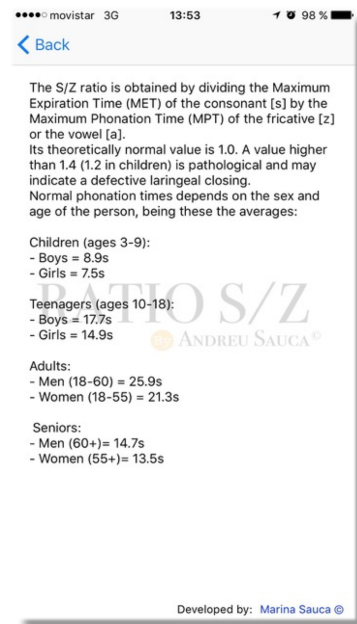 movistar 3G 13:53 98 %
Back
The S/Z ratio is obtained by dividing the Maximum
Expiration Time (MET) of the consonant [s] by the
Maximum Phonation Time (MPT) of the fricative [z]
or the vowel [a].
Its theoretically normal value is 1.0. A value higher
than 1.4 (1.2 in children) is pathological and may
indicate a defective laringeal closing.
Normal phonation times depends on the sex and
age of the person, being these the averages:
Children (ages 3-9):
- Boys = 8.9s
- Girls = 7.5s
RATIO S/Z
Teenagers (ages 10-18):
- Boys = 17.7s
- Girls = 14.9s
By ANDREU SAUCA©
Adults:
- Men (18-60) = 25.9s
- Women (18-55) = 21.3s
Seniors:
- Men (60+)= 14.7s
- Women (55+)= 13.5s
Developed by: Marina Sauca ©